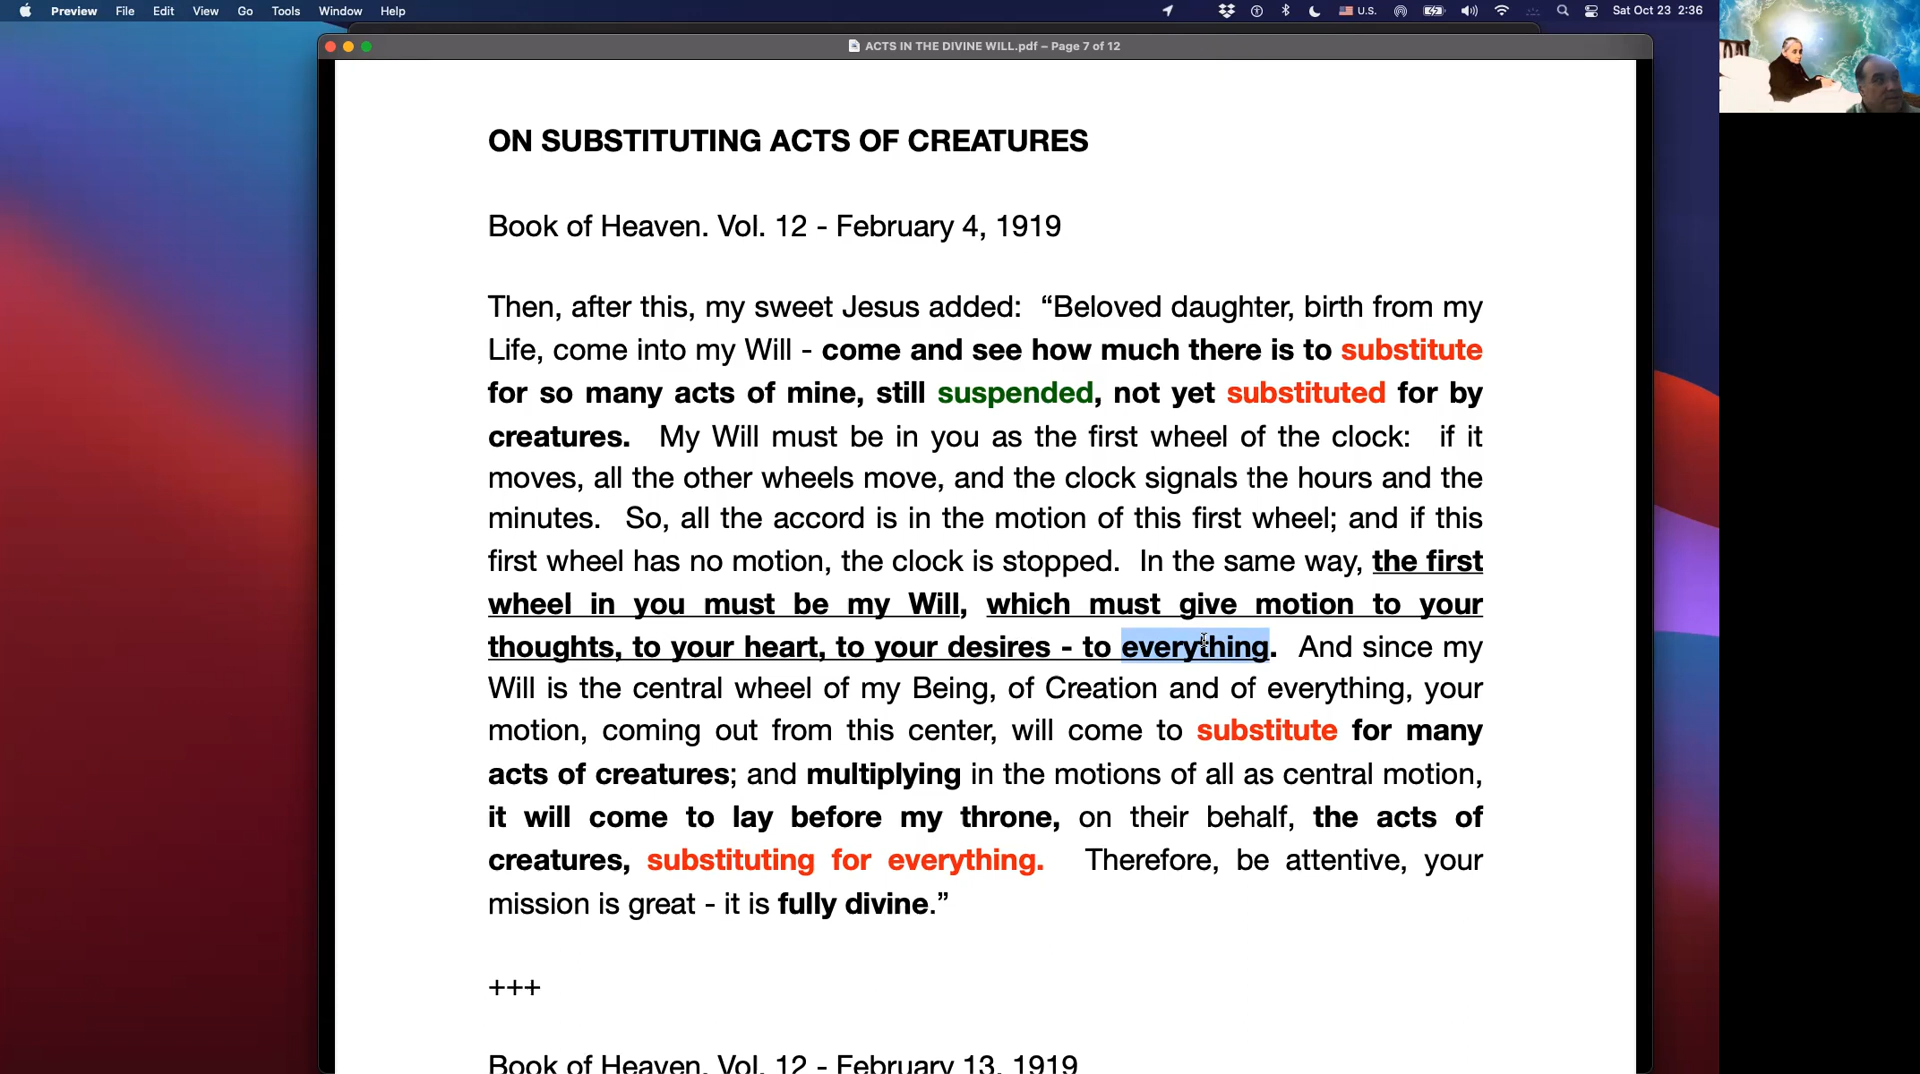 Preview File Edit View Go Tools Window Help U.S. Sat Oct 23 2:36
ACTS IN THE DIVINE WILL.pdf – Page 7 of 12
ON SUBSTITUTING ACTS OF CREATURES
Book of Heaven. Vol. 12 - February 4, 1919
Then, after this, my sweet Jesus added: “Beloved daughter, birth from my
Life, come into my Will - come and see how much there is to substitute
for so many acts of mine, still suspended, not yet substituted for by
creatures. My Will must be in you as the first wheel of the clock: if it
moves, all the other wheels move, and the clock signals the hours and the
minutes. So, all the accord is in the motion of this first wheel; and if this
first wheel has no motion, the clock is stopped. In the same way, the first
wheel in you must be my Will, which must give motion to your
thoughts, to your heart, to your desires - to everything. And since my
Will is the central wheel of my Being, of Creation and of everything, your
motion, coming out from this center, will come to substitute for many
acts of creatures; and multiplying in the motions of all as central motion,
it will come to lay before my throne, on their behalf, the acts of
creatures, substituting for everything. Therefore, be attentive, your
mission is great - it is fully divine.”
+++
Book of Heaven. Vol. 12 - February 13, 1919